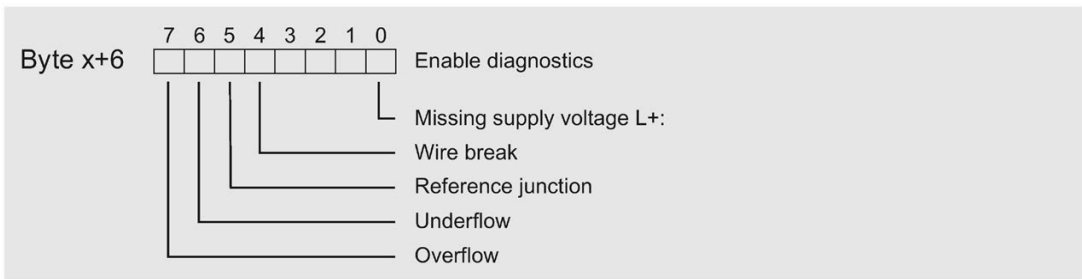 7 6 5 4 3 2 1 0
Byte x+6 Enable diagnostics
Missing supply voltage L+:
Wire break
Reference junction
Underflow
Overflow